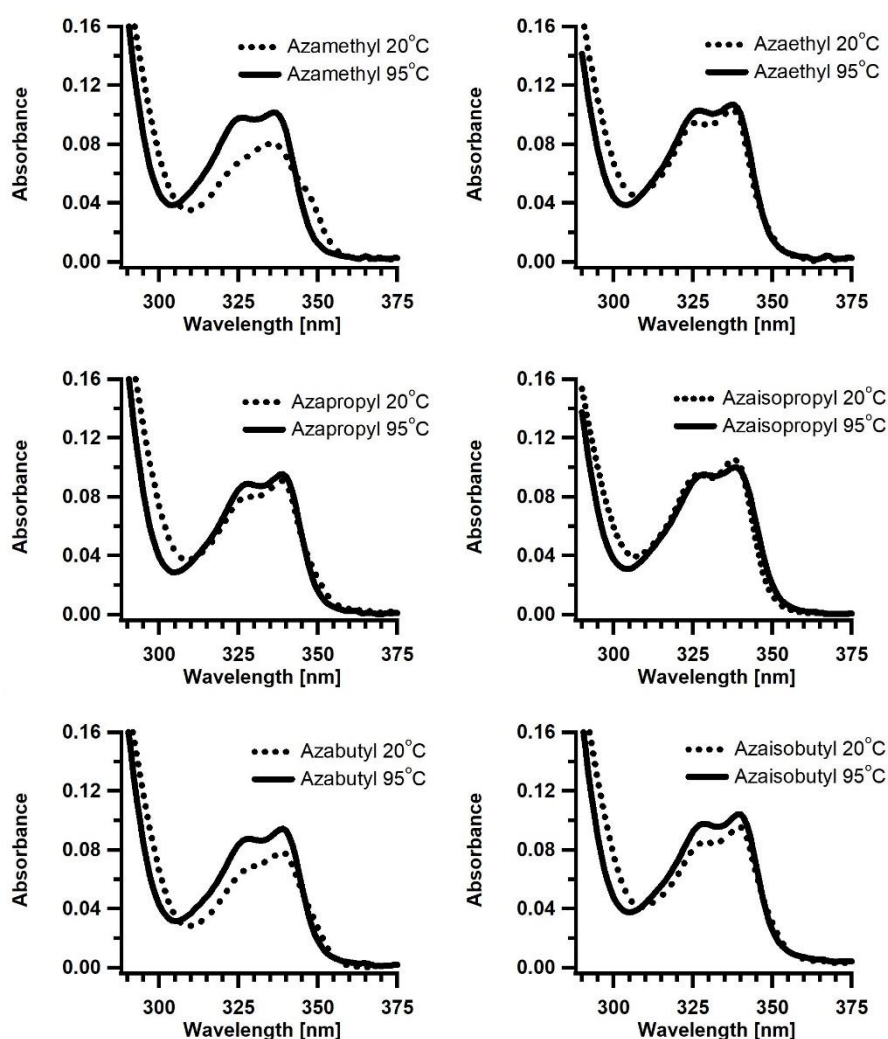 0.16
0.12
0.08
0.04
0.00
Absorbance
Azamethyl 20°C
Azamethyl 95°C
300 325 350 375
Wavelength [nm]
0.16
0.12
0.08
0.04
0.00
Absorbance
Azaethyl 20°C
Azaethyl 95°C
300 325 350 375
Wavelength [nm]
0.16
0.12
0.08
0.04
0.00
Absorbance
Azapropyl 20°C
Azapropyl 95°C
300 325 350 375
Wavelength [nm]
0.16
0.12
0.08
0.04
0.00
Absorbance
Azaisopropyl 20°C
Azaisopropyl 95°C
300 325 350 375
Wavelength [nm]
0.16
0.12
0.08
0.04
0.00
Absorbance
Azabutyl 20°C
Azabutyl 95°C
300 325 350 375
Wavelength [nm]
0.16
0.12
0.08
0.04
0.00
Absorbance
Azaisobutyl 20°C
Azaisobutyl 95°C
300 325 350 375
Wavelength [nm]